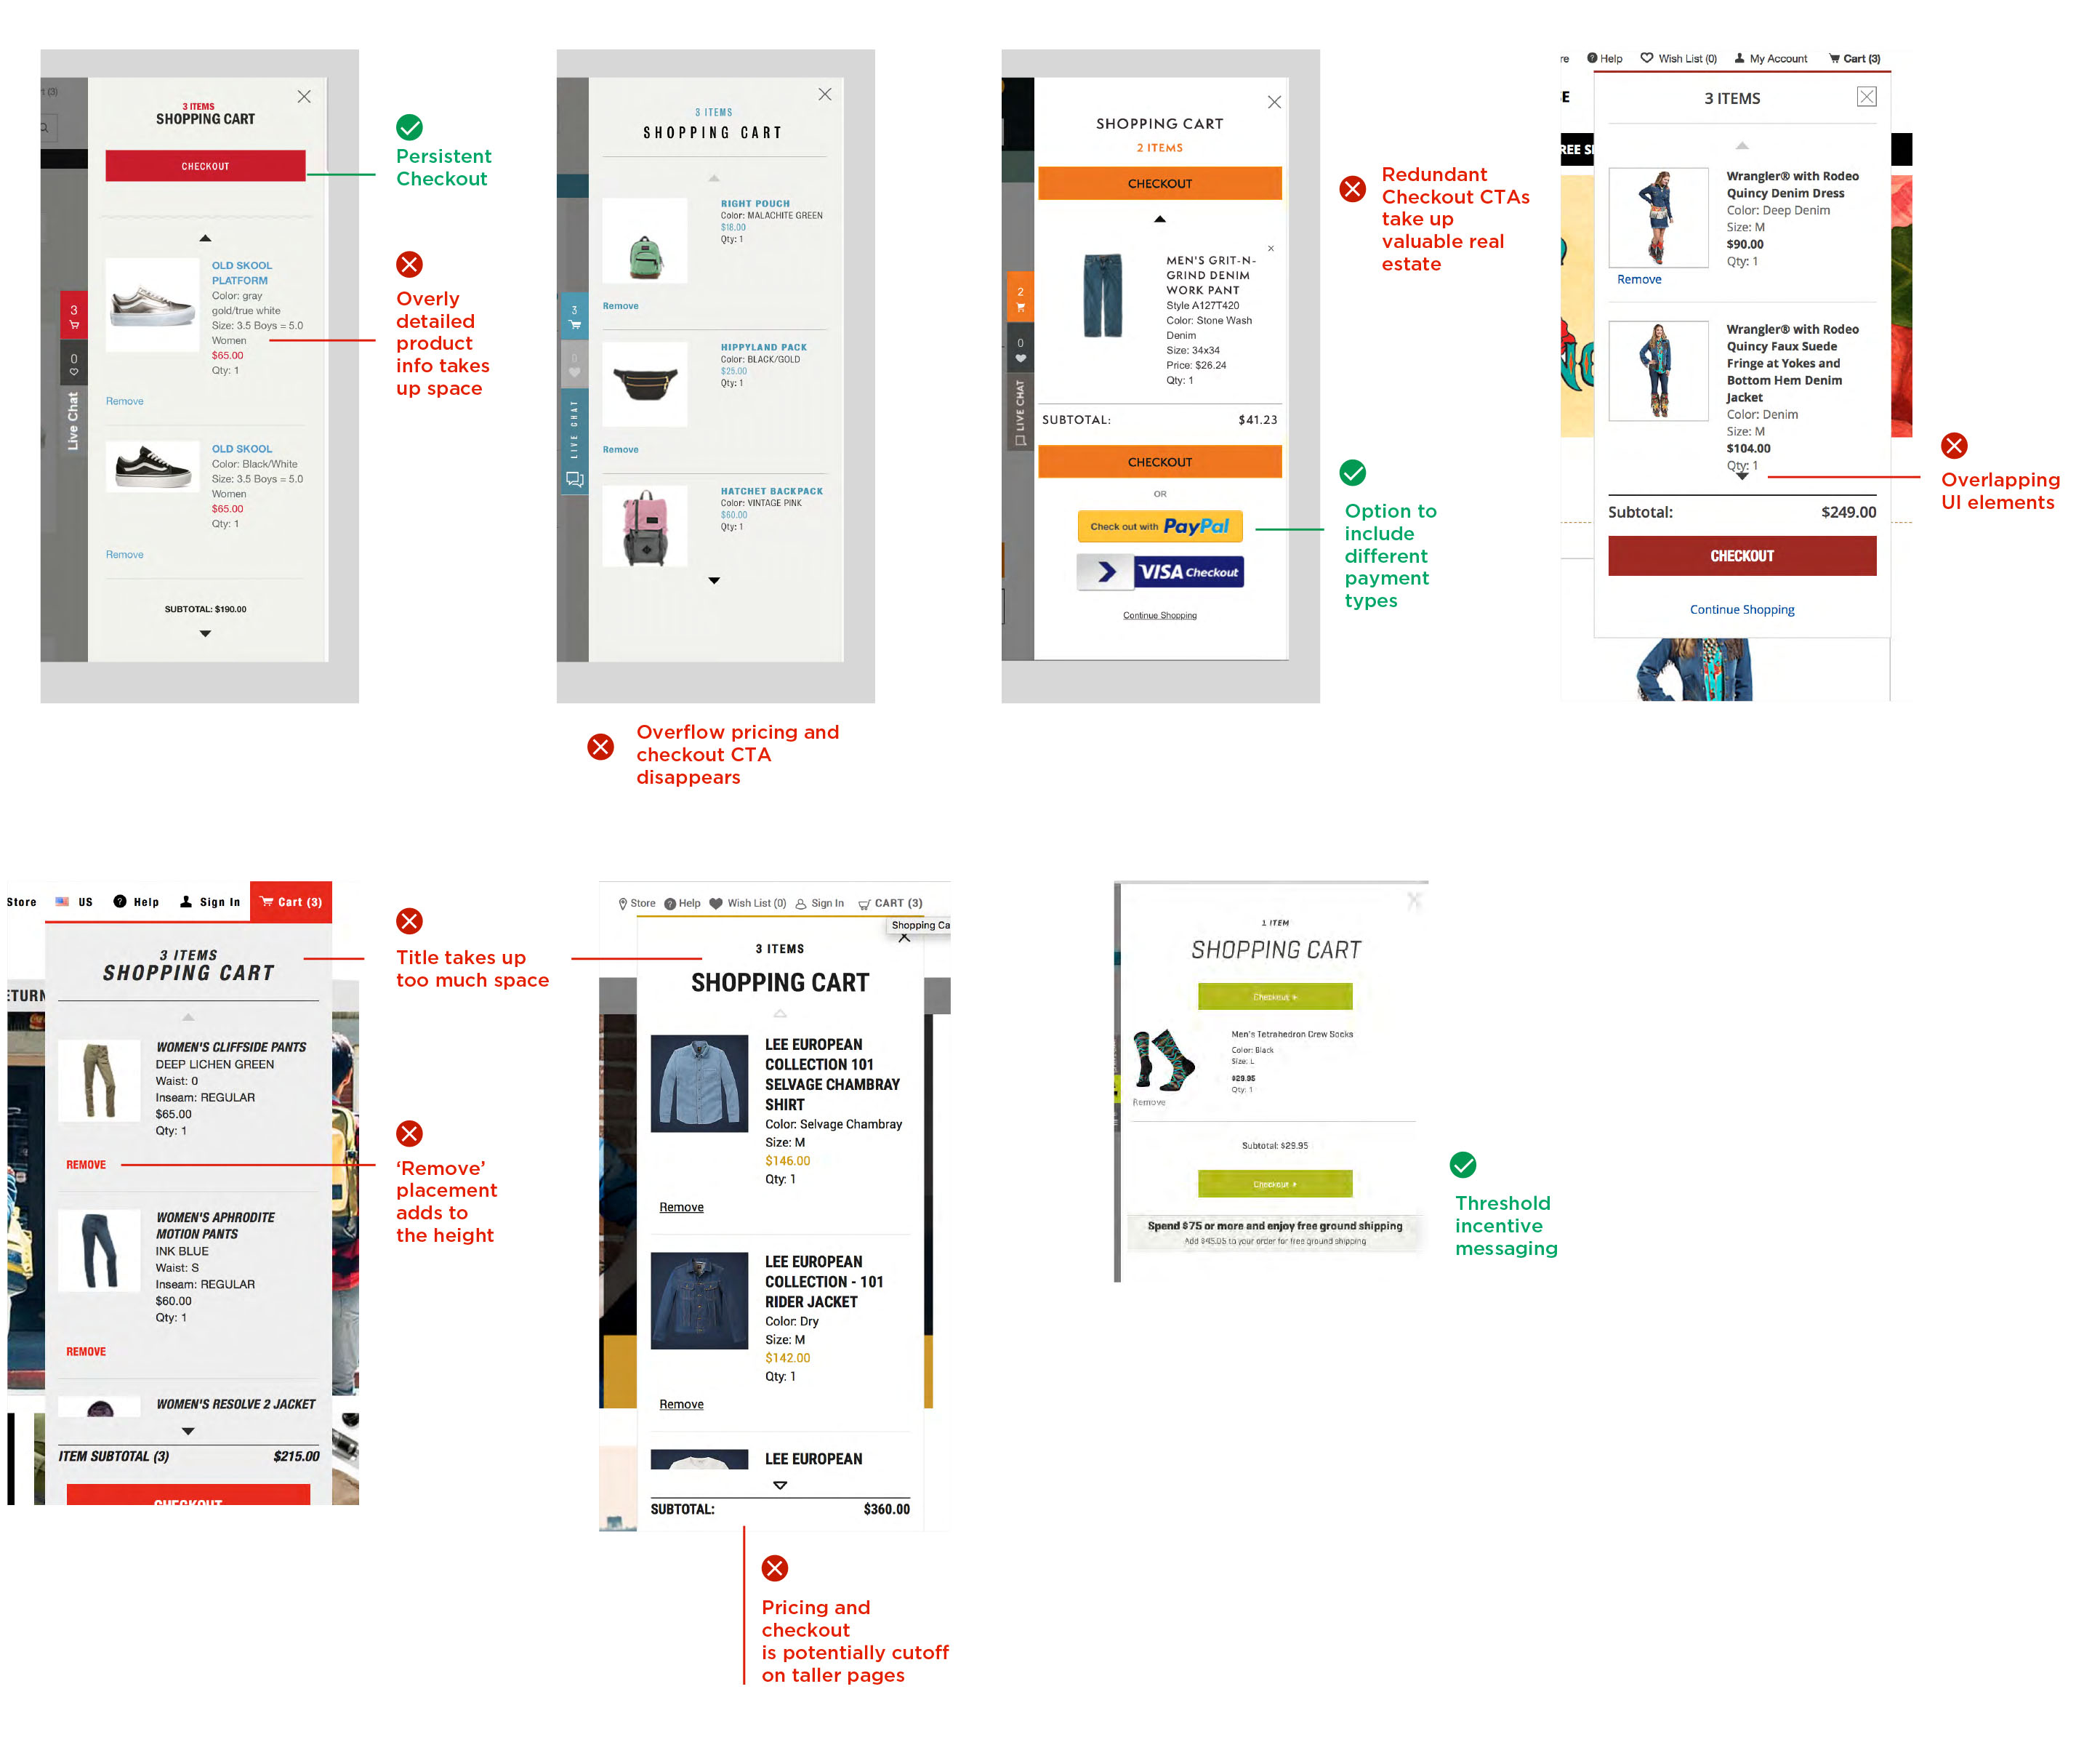 (3)
3 ITEMS
SHOPPING CART
CHECKOUT
OLD SKOOL
PLATFORM
Color: gray
gold/true white
Size: 3.5 Boys = 5.0
Women
$65.00
Qty: 1
Remove
OLD SKOOL
Color: Black/White
Size: 3.5 Boys = 5.0
Women
$65.00
Qty: 1
Remove
SUBTOTAL: $190.00
3
0
Live Chat
Persistent
Checkout
Overly
detailed
product
info takes
up space
3 ITEMS
SHOPPING CART
RIGHT POUCH
Color: MALACHITE GREEN
$18.00
Qty: 1
Remove
HIPPYLAND PACK
Color: BLACK/GOLD
$25.00
Qty: 1
Remove
HATCHET BACKPACK
Color: VINTAGE PINK
$60.00
Qty: 1
3
0
LIVE CHAT
Overflow pricing and
checkout CTA
disappears
SHOPPING CART
2 ITEMS
CHECKOUT
MEN'S GRIT-N-
GRIND DENIM
WORK PANT
Style A127T420
Color: Stone Wash
Denim
Size: 34x34
Price: $26.24
Qty: 1
SUBTOTAL: $41.23
CHECKOUT
OR
Check out with PayPal
VISA Checkout
Continue Shopping
2
0
LIVE CHAT
Redundant
Checkout CTAs
take up
valuable real
estate
Option to
include
different
payment
types
re Help Wish List (0) My Account Cart (3)
E
REE S
3 ITEMS
Wrangler® with Rodeo
Quincy Denim Dress
Color: Deep Denim
Size: M
$90.00
Qty: 1
Remove
Wrangler® with Rodeo
Quincy Faux Suede
Fringe at Yokes and
Bottom Hem Denim
Jacket
Color: Denim
Size: M
$104.00
Qty: 1
Subtotal: $249.00
CHECKOUT
Continue Shopping
Overlapping
UI elements
Store US Help Sign In Cart (3)
ETURN
3 ITEMS
SHOPPING CART
WOMEN'S CLIFFSIDE PANTS
DEEP LICHEN GREEN
Waist: 0
Inseam: REGULAR
$65.00
Qty: 1
REMOVE
WOMEN'S APHRODITE
MOTION PANTS
INK BLUE
Waist: S
Inseam: REGULAR
$60.00
Qty: 1
REMOVE
WOMEN'S RESOLVE 2 JACKET
ITEM SUBTOTAL (3) $215.00
CHECKOUT
Title takes up
too much space
‘Remove’
placement
adds to
the height
Store Help Wish List (0) Sign In CART (3)
Shopping Ca
3 ITEMS
SHOPPING CART
LEE EUROPEAN
COLLECTION 101
SELVAGE CHAMBRAY
SHIRT
Color: Selvage Chambray
Size: M
$146.00
Qty: 1
Remove
LEE EUROPEAN
COLLECTION - 101
RIDER JACKET
Color: Dry
Size: M
$142.00
Qty: 1
Remove
LEE EUROPEAN
SUBTOTAL: $360.00
Pricing and
checkout
is potentially cutoff
on taller pages
1 ITEM
SHOPPING CART
Checkout
Men's Tetrahedron Crew Socks
Color: Black
Size: L
$29.95
Qty: 1
Remove
Subtotal: $29.95
Checkout
Spend $75 or more and enjoy free ground shipping
Add $45.05 to your order for free ground shipping
Threshold
incentive
messaging